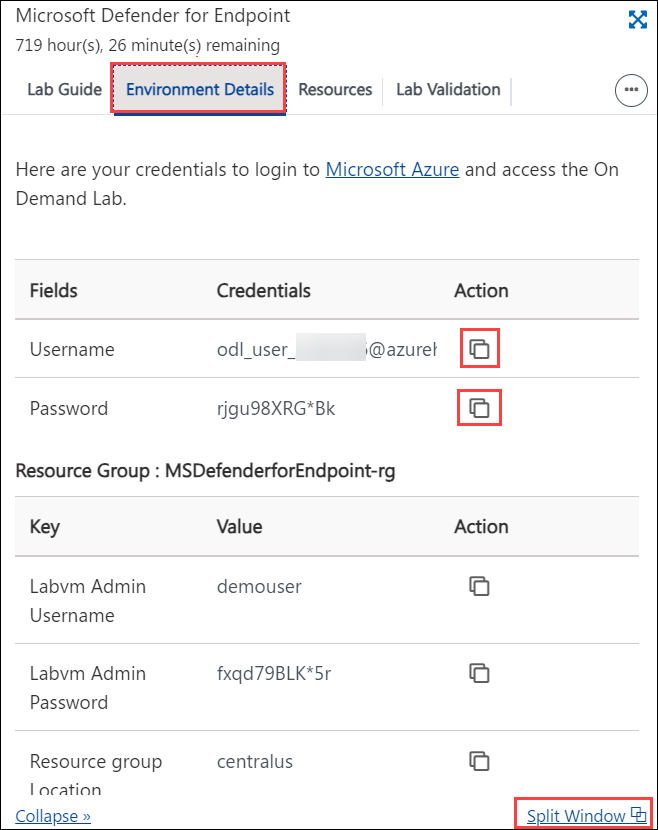 Microsoft Defender for Endpoint
719 hour(s), 26 minute(s) remaining
Lab Guide Environment Details Resources Lab Validation
Here are your credentials to login to Microsoft Azure and access the On
Demand Lab.
Fields Credentials Action
Username odl_user_ @azure
Password rjgu98XRG*Bk
Resource Group : MSDefenderforEndpoint-rg
Key Value Action
Labvm Admin demouser
Username
Labvm Admin fxqd79BLK*5r
Password
Resource group centralus
Location
Collapse » Split Window